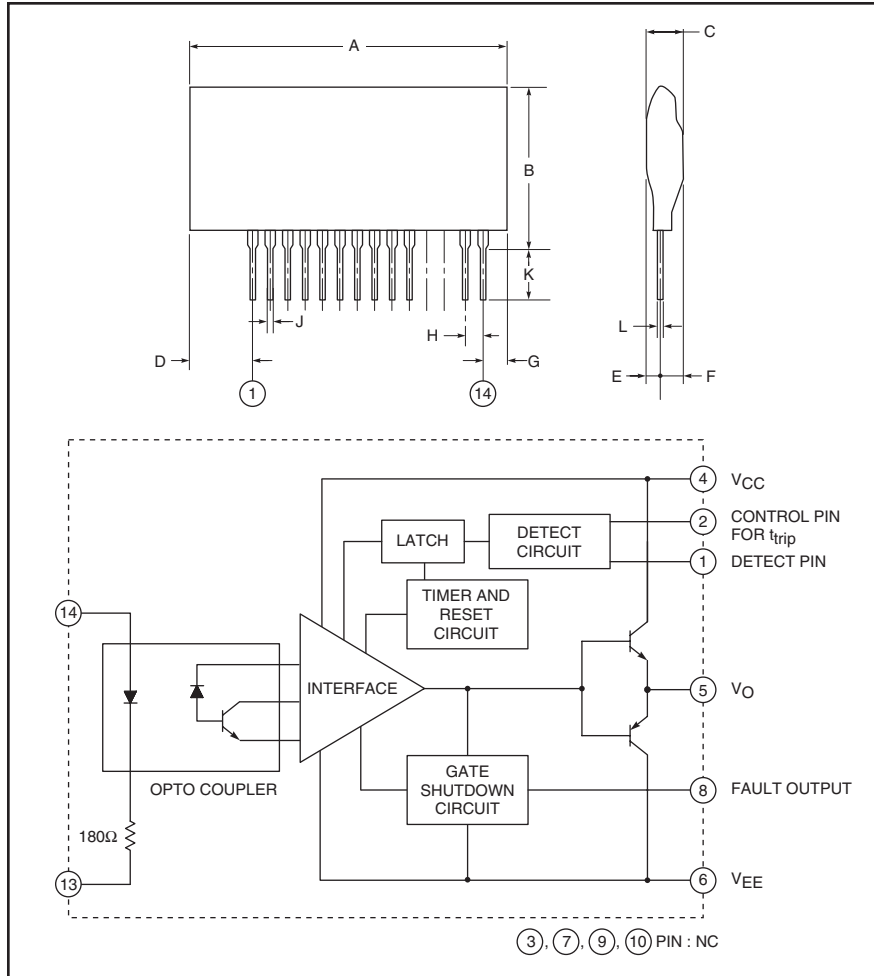 A
C
B
K
J
H
L
D
G
E
F
1
14
4 VCC
2 CONTROL PIN
FOR ttrip
1 DETECT PIN
LATCH
DETECT
CIRCUIT
TIMER AND
RESET
CIRCUIT
14
INTERFACE
5 VO
OPTO COUPLER
GATE
SHUTDOWN
CIRCUIT
8 FAULT OUTPUT
180Ω
13
6 VEE
3, 7, 9, 10 PIN : NC